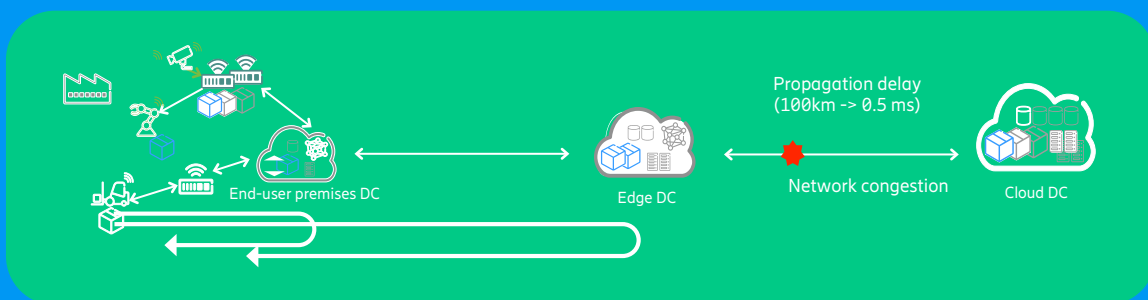 Propagation delay
(100km -> 0.5 ms)
Network congestion
End-user premises DC
Edge DC
Cloud DC